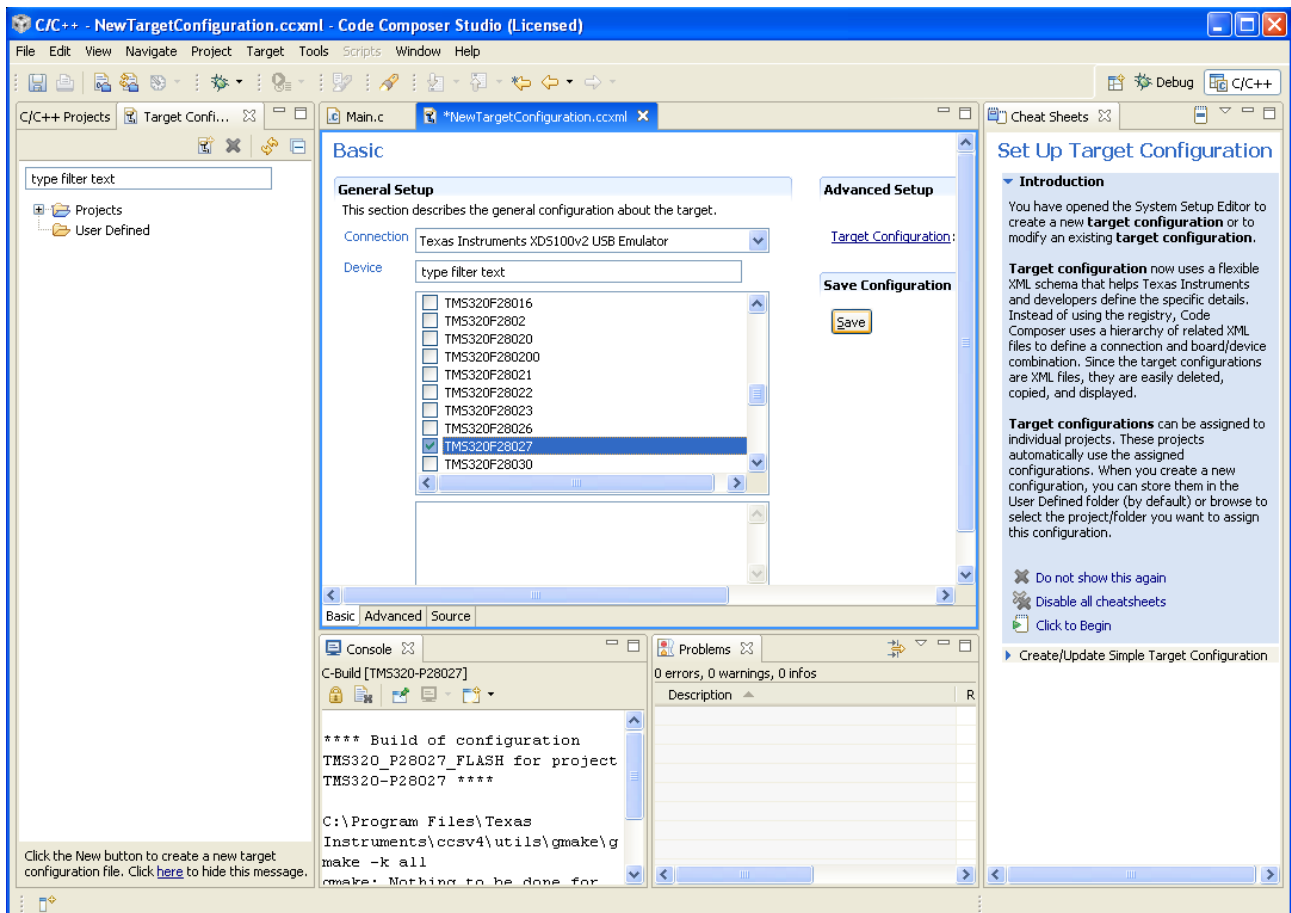 C/C++ - NewTargetConfiguration.ccxml - Code Composer Studio (Licensed)
File Edit View Navigate Project Target Tools Scripts Window Help
Debug C/C++
C/C++ Projects Target Confi...
type filter text
Projects
User Defined
Click the New button to create a new target
configuration file. Click here to hide this message.
Main.c *NewTargetConfiguration.ccxml
Basic
General Setup
This section describes the general configuration about the target.
Connection Texas Instruments XDS100v2 USB Emulator
Device type filter text
TMS320F28016
TMS320F2802
TMS320F28020
TMS320F280200
TMS320F28021
TMS320F28022
TMS320F28023
TMS320F28026
TMS320F28027
TMS320F28030
Advanced Setup
Target Configuration:
Save Configuration
Save
Basic Advanced Source
Console
C-Build [TMS320-P28027]
**** Build of configuration
TMS320_P28027_FLASH for project
TMS320-P28027 ****
C:\Program Files\Texas
Instruments\ccsv4\utils\gmake\g
make -k all
gmake: Nothing to be done for
Problems
0 errors, 0 warnings, 0 infos
Description R
Cheat Sheets
Set Up Target Configuration
Introduction
You have opened the System Setup Editor to
create a new target configuration or to
modify an existing target configuration.
Target configuration now uses a flexible
XML schema that helps Texas Instruments
and developers define the specific details.
Instead of using the registry, Code
Composer uses a hierarchy of related XML
files to define a connection and board/device
combination. Since the target configurations
are XML files, they are easily deleted,
copied, and displayed.
Target configurations can be assigned to
individual projects. These projects
automatically use the assigned
configurations. When you create a new
configuration, you can store them in the
User Defined folder (by default) or browse to
select the project/folder you want to assign
this configuration.
Do not show this again
Disable all cheatsheets
Click to Begin
Create/Update Simple Target Configuration